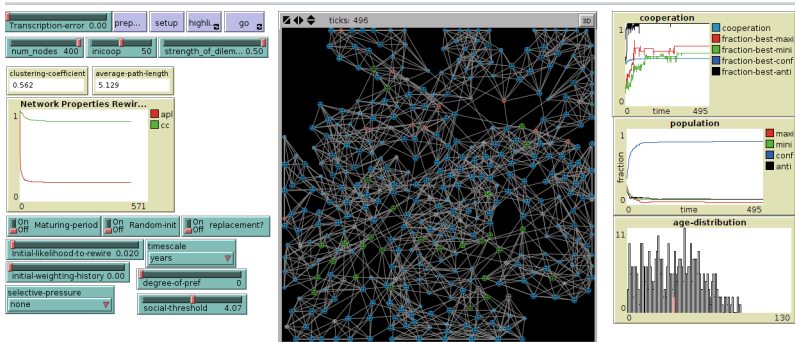 Transcription-error 0.00
prep...
setup
highli...
go
num_nodes 400
inicoop 50
strength_of_dilem... 0.50
clustering-coefficient
0.562
average-path-length
5.129
Network Properties Rewir...
1
apl
cc
0
0 571
On
Off
Maturing-period
On
Off
Random-init
On
Off
replacement?
Initial-likelihood-to-rewire 0.020
initial-weighting-history 0.00
selective-pressure
none
timescale
years
degree-of-pref 0
social-threshold 4.07
ticks: 496
3D
cooperation
1
cooperation
fraction-best-maxi
fraction-best-mini
fraction-best-conf
fraction-best-anti
0
0 time 495
population
1
fraction
maxi
mini
conf
anti
0
0 time 495
age-distribution
11
0
0 130